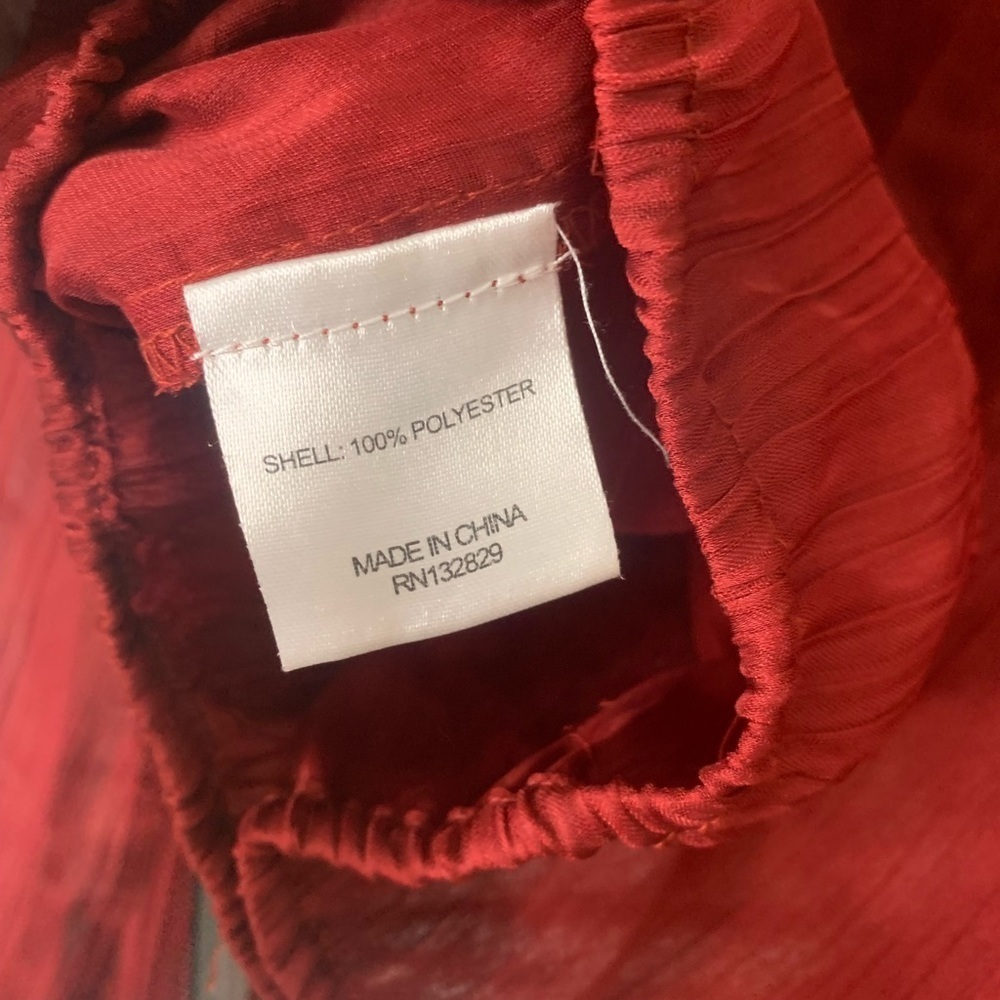 SHELL: 100% POLYESTER
MADE IN CHINA
RN132829